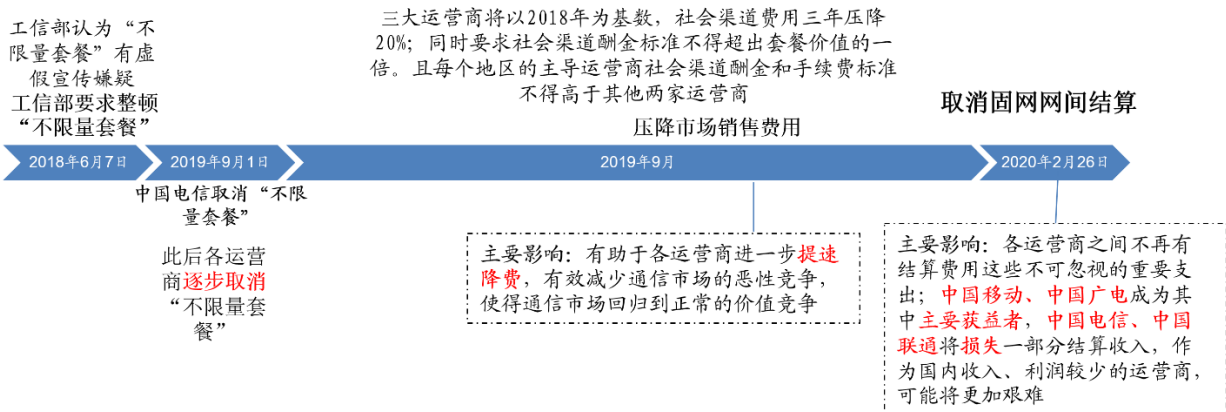 工信部认为“不
限量套餐”有虚
假宣传嫌疑
工信部要求整顿
“不限量套餐”
三大运营商将以2018年为基数，社会渠道费用三年压降
20%；同时要求社会渠道酬金标准不得超出套餐价值的一
倍。且每个地区的主导运营商社会渠道酬金和手续费标准
不得高于其他两家运营商
压降市场销售费用
取消固网网间结算
2018年6月7日
2019年9月1日
2019年9月
2020年2月26日
中国电信取消“不限
量套餐”
此后各运营
商逐步取消
“不限量套
餐”
主要影响：有助于各运营商进一步提速
降费，有效减少通信市场的恶性竞争，
使得通信市场回归到正常的价值竞争
主要影响：各运营商之间不再有
结算费用这些不可忽视的重要支
出；中国移动、中国广电成为其
中主要获益者，中国电信、中国
联通将损失一部分结算收入，作
为国内收入、利润较少的运营商，
可能将更加艰难